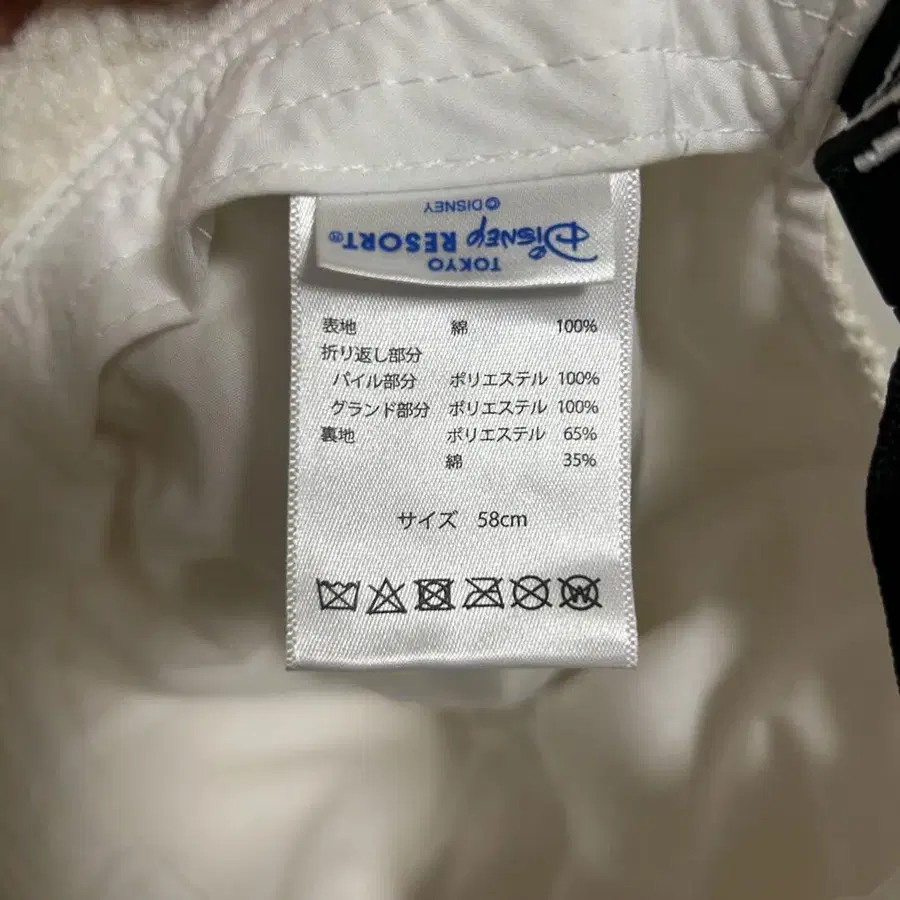 TOKYO
Disney RESORT®
©DISNEY
表地 綿 100%
折り返し部分
パイル部分 ポリエステル 100%
グランド部分 ポリエステル 100%
裏地 ポリエステル 65%
綿 35%
サイズ 58cm
W